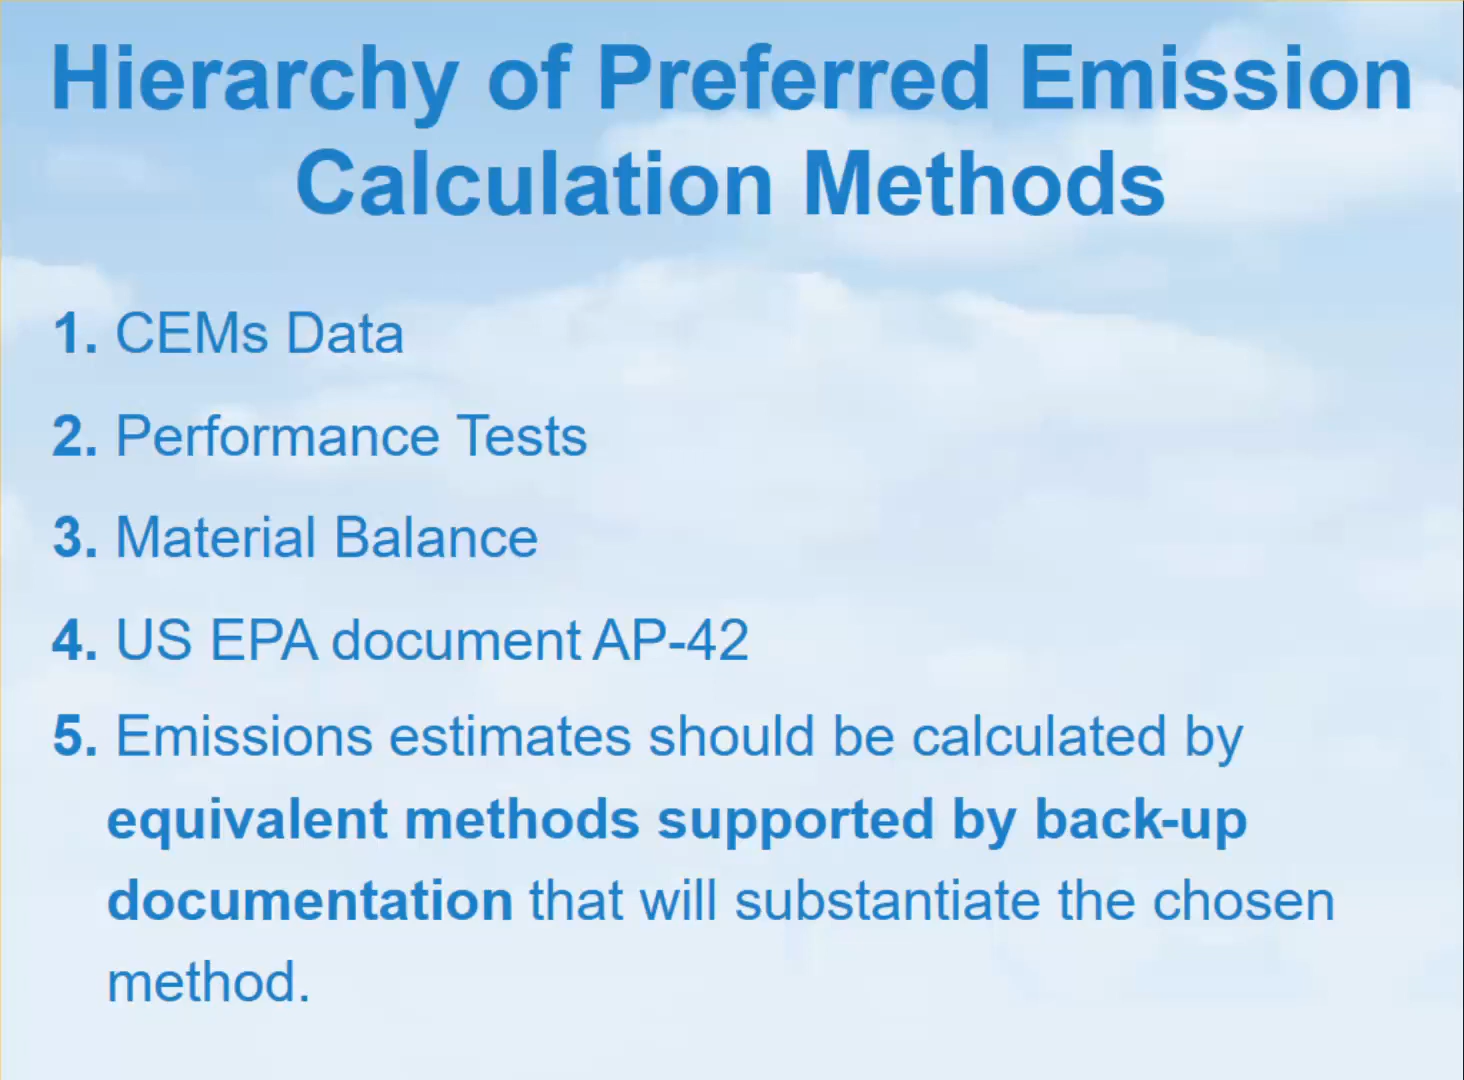 Hierarchy of Preferred Emission
Calculation Methods
1. CEMs Data
2. Performance Tests
3. Material Balance
4. US EPA document AP-42
5. Emissions estimates should be calculated by
equivalent methods supported by back-up
documentation that will substantiate the chosen
method.